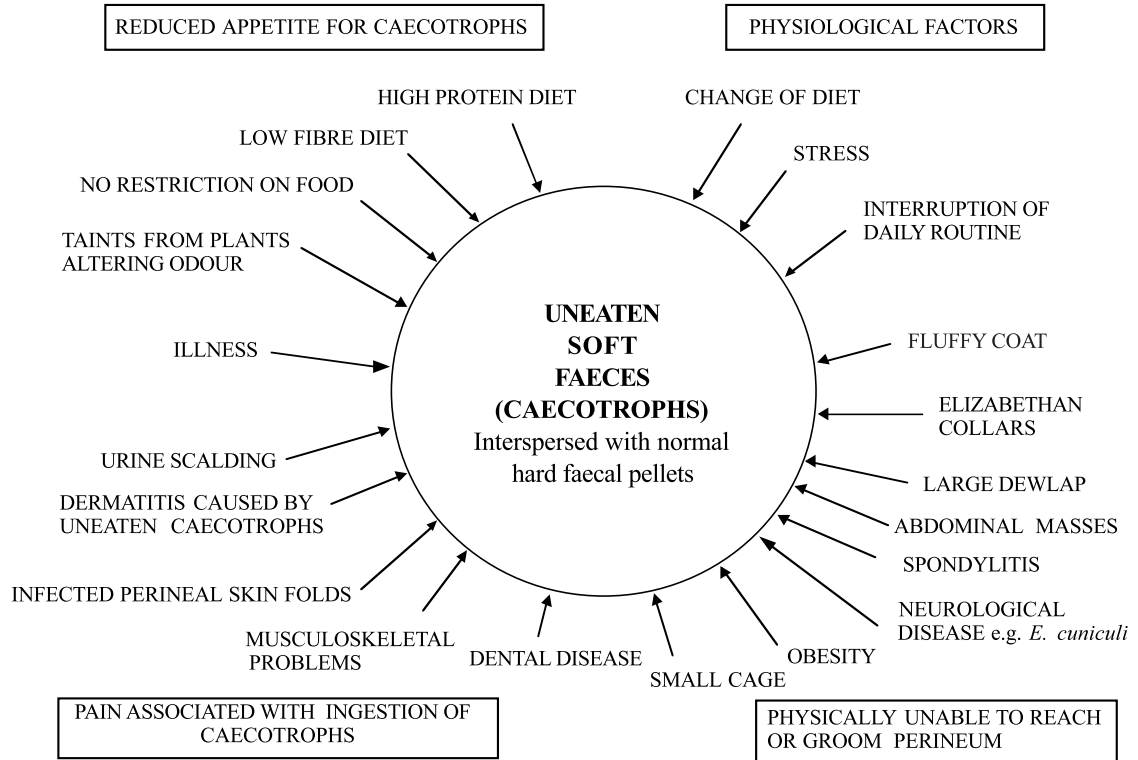 REDUCED APPETITE FOR CAECOTROPHS
PHYSIOLOGICAL FACTORS
HIGH PROTEIN DIET
CHANGE OF DIET
LOW FIBRE DIET
STRESS
NO RESTRICTION ON FOOD
INTERRUPTION OF
DAILY ROUTINE
TAINTS FROM PLANTS
ALTERING ODOUR
UNEATEN
SOFT
FAECES
(CAECOTROPHS)
Interspersed with normal
hard faecal pellets
ILLNESS
FLUFFY COAT
ELIZABETHAN
COLLARS
URINE SCALDING
LARGE DEWLAP
DERMATITIS CAUSED BY
UNEATEN CAECOTROPHS
ABDOMINAL MASSES
SPONDYLITIS
INFECTED PERINEAL SKIN FOLDS
NEUROLOGICAL
DISEASE e.g. E. cuniculi
MUSCULOSKELETAL
PROBLEMS
DENTAL DISEASE
OBESITY
SMALL CAGE
PAIN ASSOCIATED WITH INGESTION OF
CAECOTROPHS
PHYSICALLY UNABLE TO REACH
OR GROOM PERINEUM